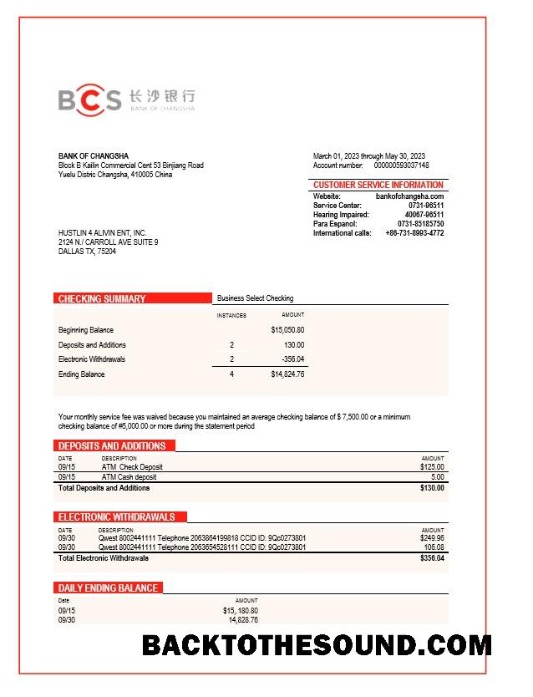 BCS 长沙银行
BANK OF CHANGSHA
BANK OF CHANGSHA
Block B Kailin Commercial Cent 53 Binjiang Road
Yuelu Distric Changsha, 410005 China
March 01, 2023 through May 30, 2023
Account number: 000000593037148
CUSTOMER SERVICE INFORMATION
Website: bankofchangsha.com
Service Center: 0731-96511
Hearing Impaired: 40067-96511
Para Espanol: 0731-85185750
International calls: +86-731-8993-4772
HUSTLIN 4 ALIVIN ENT, INC.
2124 N./ CARROLL AVE SUITE 9
DALLAS TX, 75204
CHECKING SUMMARY Business Select Checking
INSTANCES AMOUNT
Beginning Balance $15,050.80
Deposits and Additions 2 130.00
Electronic Withdrawals 2 -356.04
Ending Balance 4 $14,824.76
Your monthly service fee was waived because you maintained an average checking balance of $ 7,500.00 or a minimum
checking balance of #5,000.00 or more during the statement period
DEPOSITS AND ADDITIONS
DATE DESCRIPTION AMOUNT
09/15 ATM Check Deposit $125.00
09/15 ATM Cash deposit 5.00
Total Deposits and Additions $130.00
ELECTRONIC WITHDRAWALS
DATE DESCRIPTION AMOUNT
09/30 Qwest 8002441111 Telephone 2063864199818 CCID ID: 9Qc0273801 $249.96
09/30 Qwest 8002441111 Telephone 2063654528111 CCID ID: 9Qc0273801 106.08
Total Electronic Withdrawals $356.04
DAILY ENDING BALANCE
Date AMOUNT
09/15 $15, 180.80
09/30 14,828.76
BACKTOTHESOUND.COM